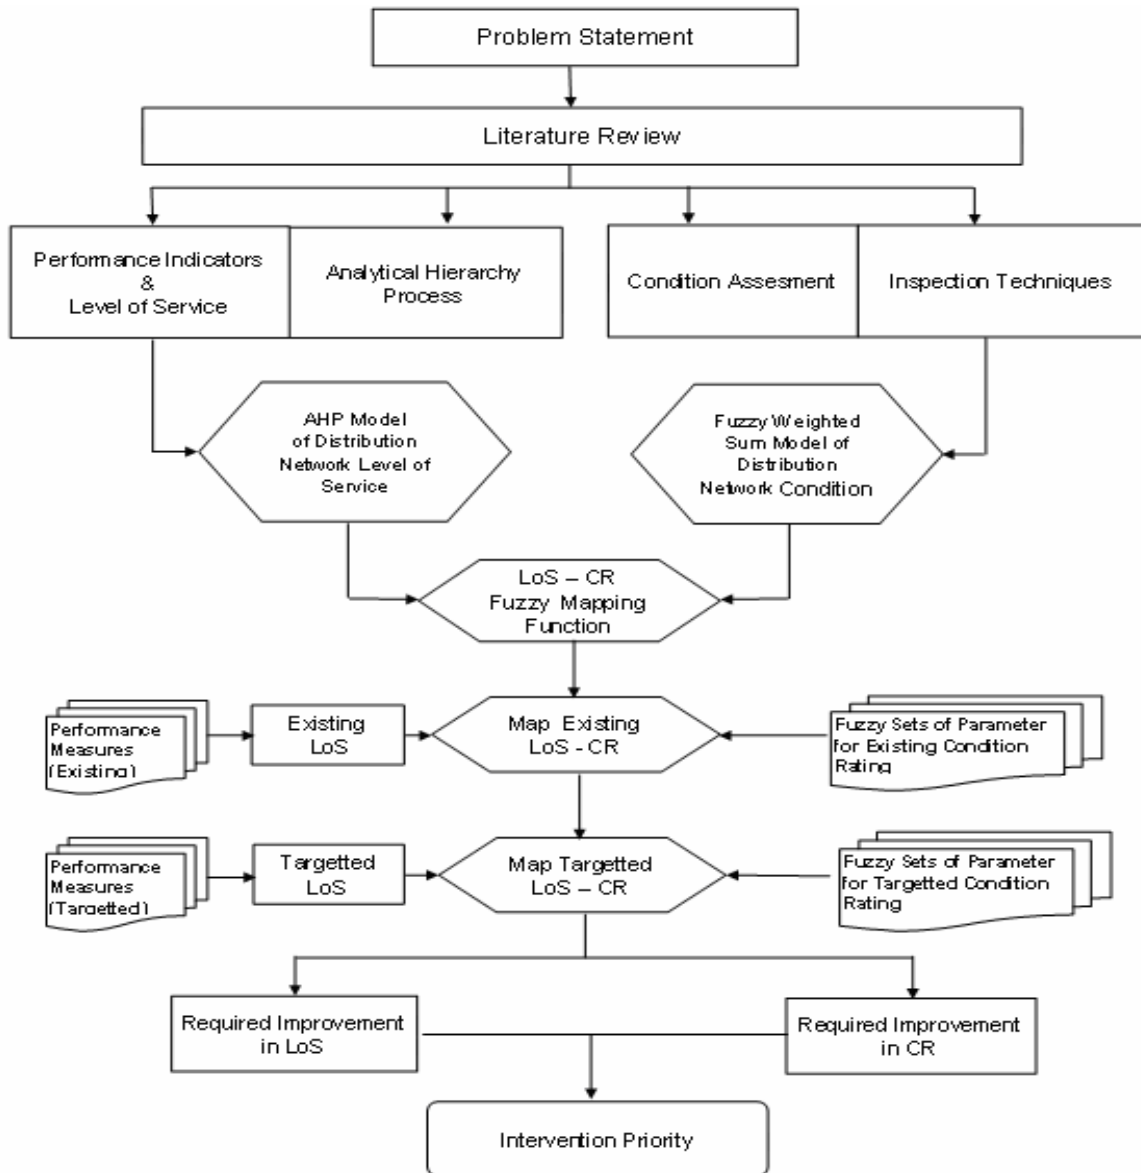 Problem Statement
Literature Review
Performance Indicators
&
Level of Service
Analytical Hierarchy
Process
Condition Assesment
Inspection Techniques
AHP Model
of Distribution
Network Level of
Service
Fuzzy Weighted
Sum Model of
Distribution
Network Condition
LoS – CR
Fuzzy Mapping
Function
Performance
Measures
(Existing)
Existing
LoS
Map Existing
LoS - CR
Fuzzy Sets of Parameter
for Existing Condition
Rating
Performance
Measures
(Targetted)
Targetted
LoS
Map Targetted
LoS – CR
Fuzzy Sets of Parameter
for Targetted Condition
Rating
Required Improvement
in LoS
Required Improvement
in CR
Intervention Priority